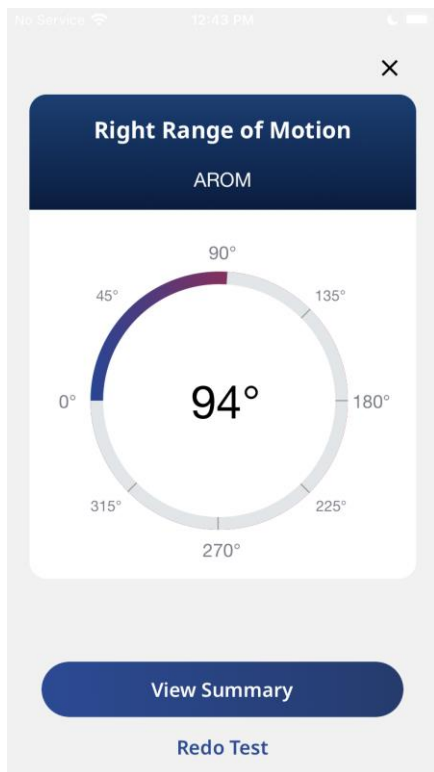 No Service 12:43 PM
×
Right Range of Motion
AROM
90°
45° 135°
0° 94° 180°
315° 225°
270°
View Summary
Redo Test